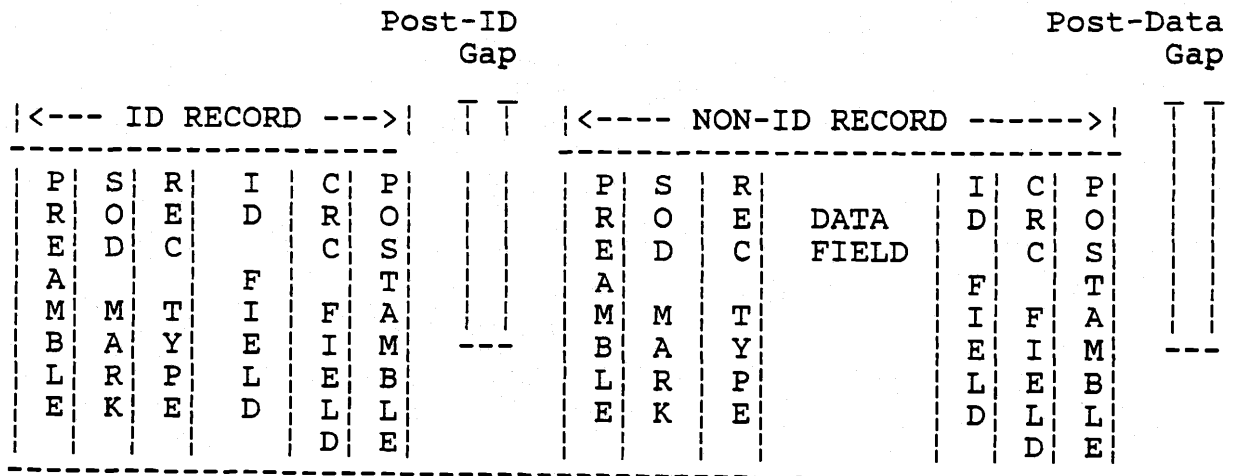 Post-ID
Gap
Post-Data
Gap
|<--- ID RECORD --->|
|<---- NON-ID RECORD ------>|
PREAMBLE
SOD MARK
REC TYPE
ID FIELD
CRC FIELD
POSTAMBLE
PREAMBLE
SOD MARK
REC TYPE
DATA
FIELD
ID FIELD
CRC FIELD
POSTAMBLE